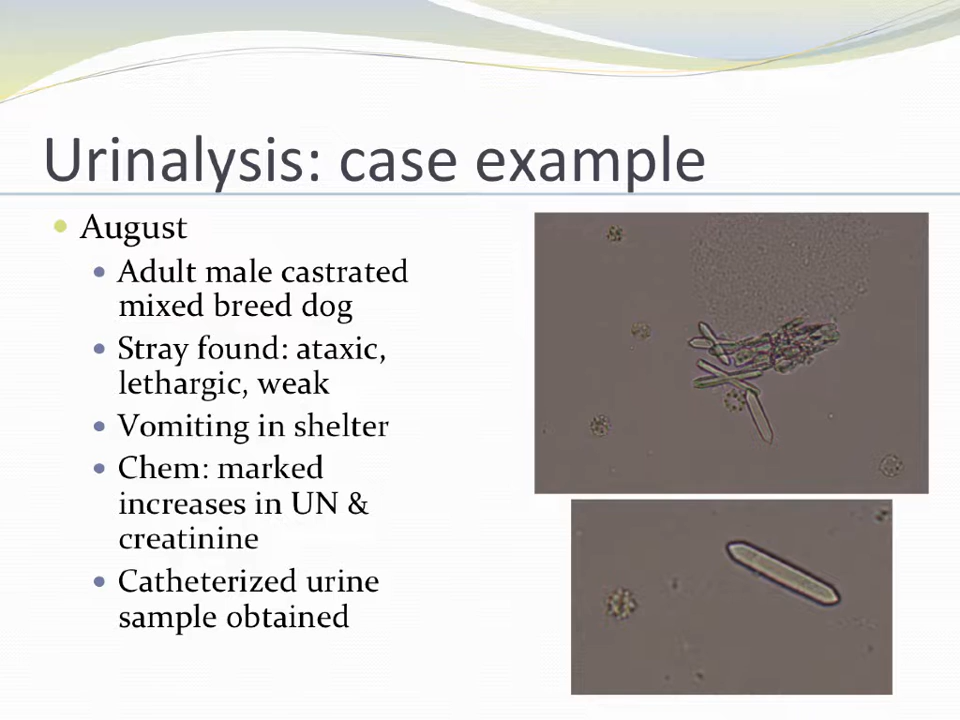 Urinalysis: case example
August
Adult male castrated
mixed breed dog
Stray found: ataxic,
lethargic, weak
Vomiting in shelter
Chem: marked
increases in UN &
creatinine
Catheterized urine
sample obtained